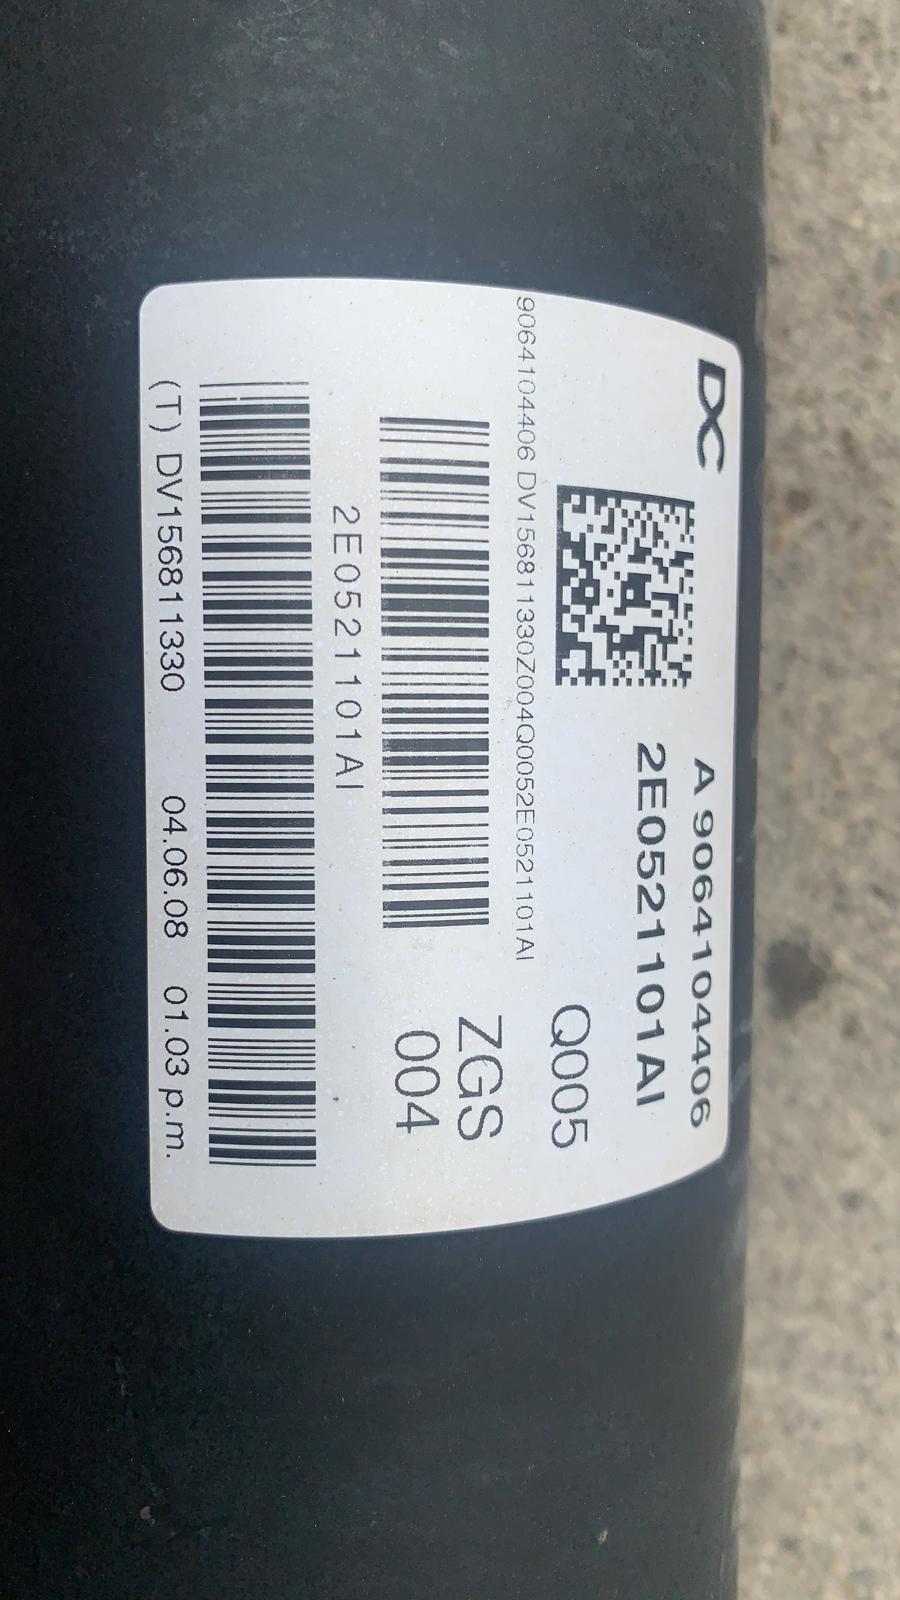 DC
A 9064104406
2E0521101AI
Q005
9064104406 DV156811330Z004Q0052E0521101AI
ZGS
004
2E0521101AI
(T) DV156811330 04.06.08 01.03 p.m.